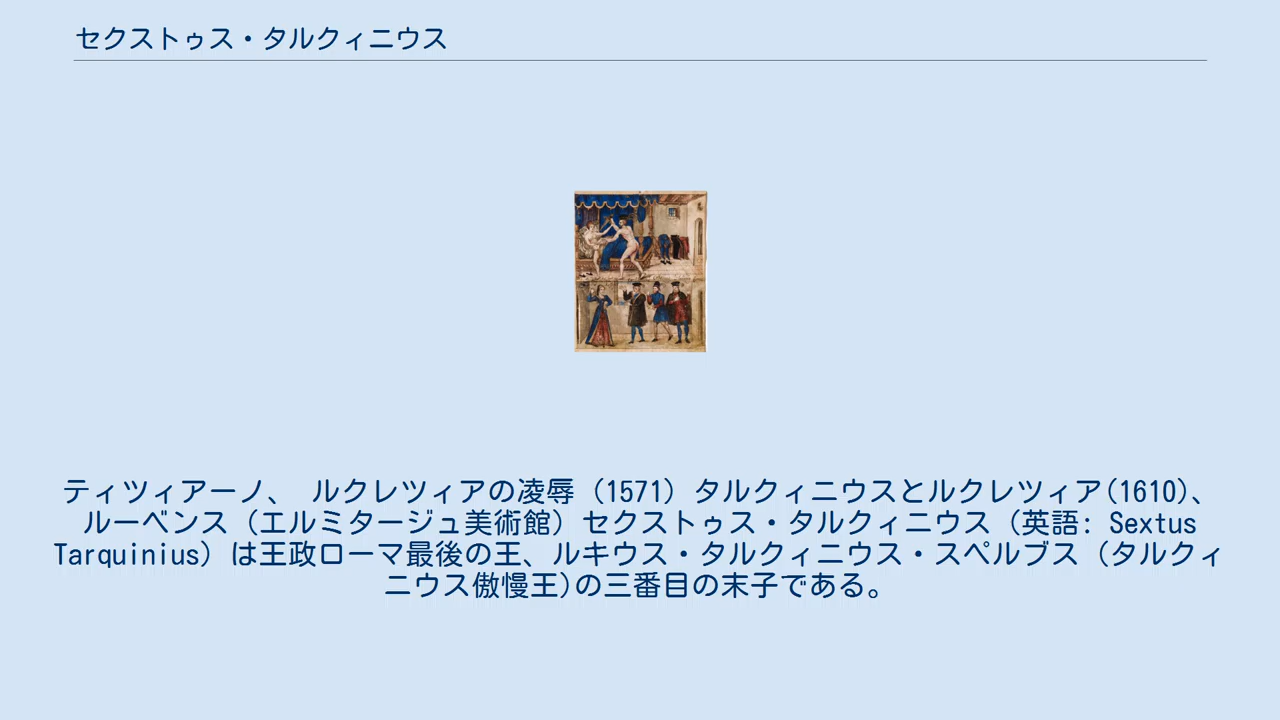 セクストゥス・タルクィニウス
ティツィアーノ、 ルクレツィアの凌辱（1571）タルクィニウスとルクレツィア(1610)、
ルーベンス（エルミタージュ美術館）セクストゥス・タルクィニウス（英語: Sextus
Tarquinius）は王政ローマ最後の王、ルキウス・タルクィニウス・スペルブス（タルクィ
ニウス傲慢王)の三番目の末子である。